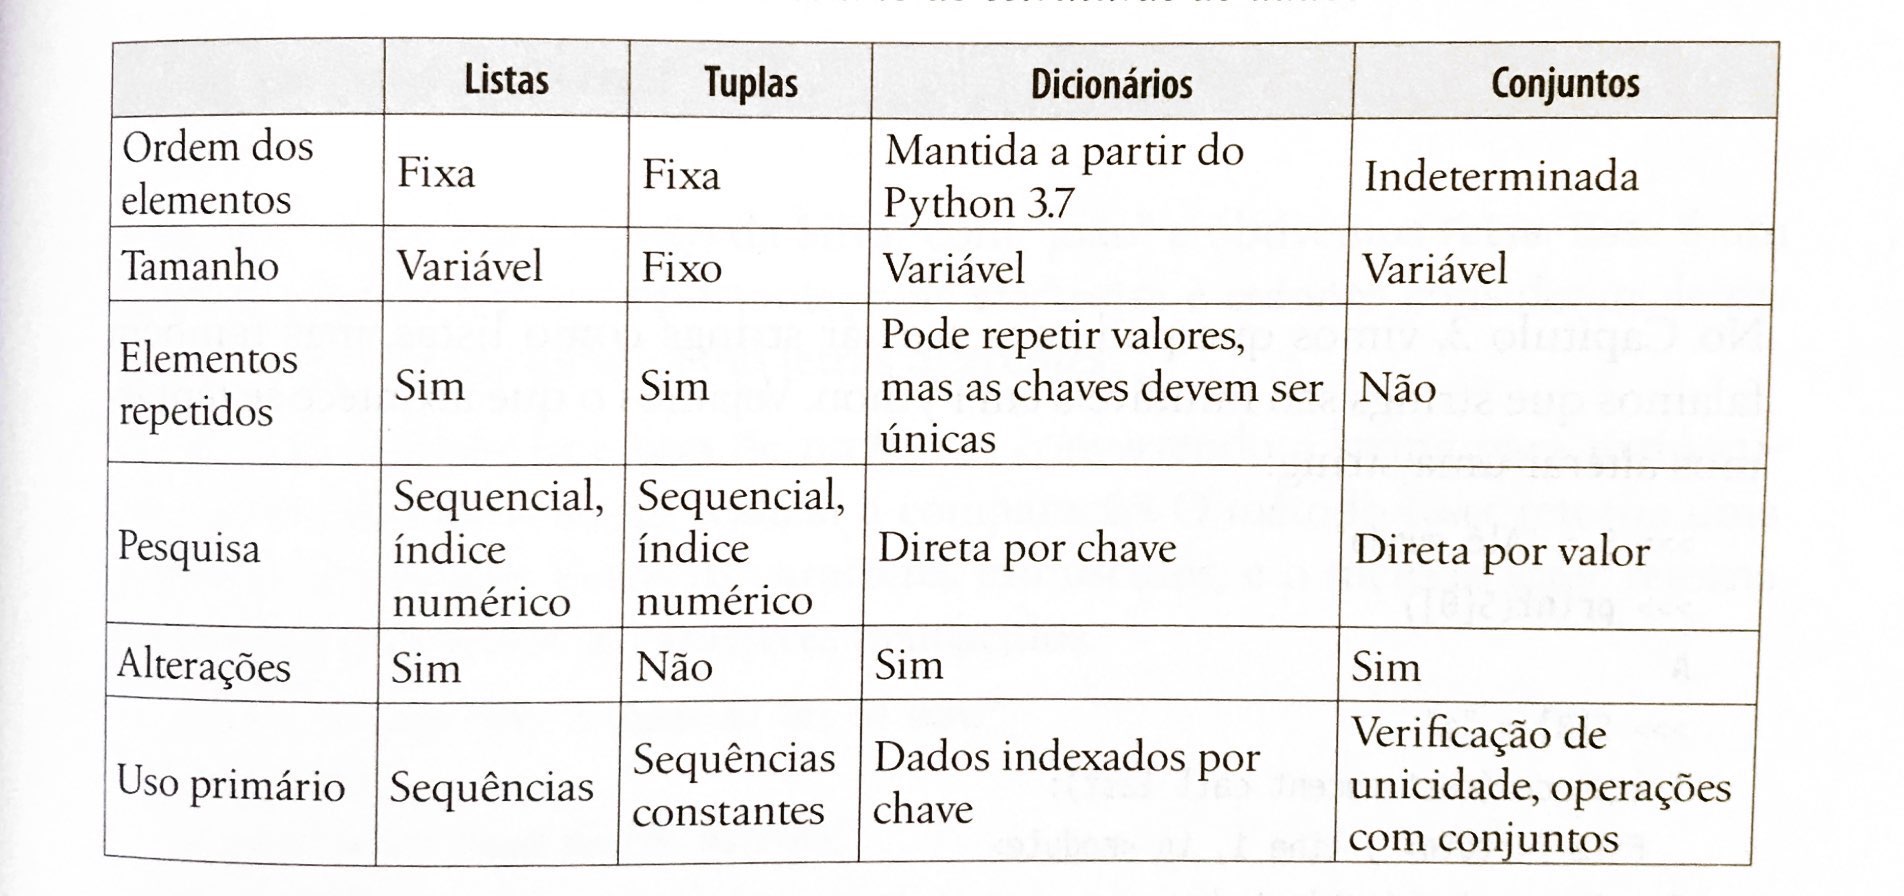 Listas Tuplas Dicionários Conjuntos
Ordem dos elementos Fixa Fixa Mantida a partir do Python 3.7 Indeterminada
Tamanho Variável Fixo Variável Variável
Elementos repetidos Sim Sim Pode repetir valores, mas as chaves devem ser únicas Não
Pesquisa Sequencial, índice numérico Sequencial, índice numérico Direta por chave Direta por valor
Alterações Sim Não Sim Sim
Uso primário Sequências Sequências constantes Dados indexados por chave Verificação de unicidade, operações com conjuntos